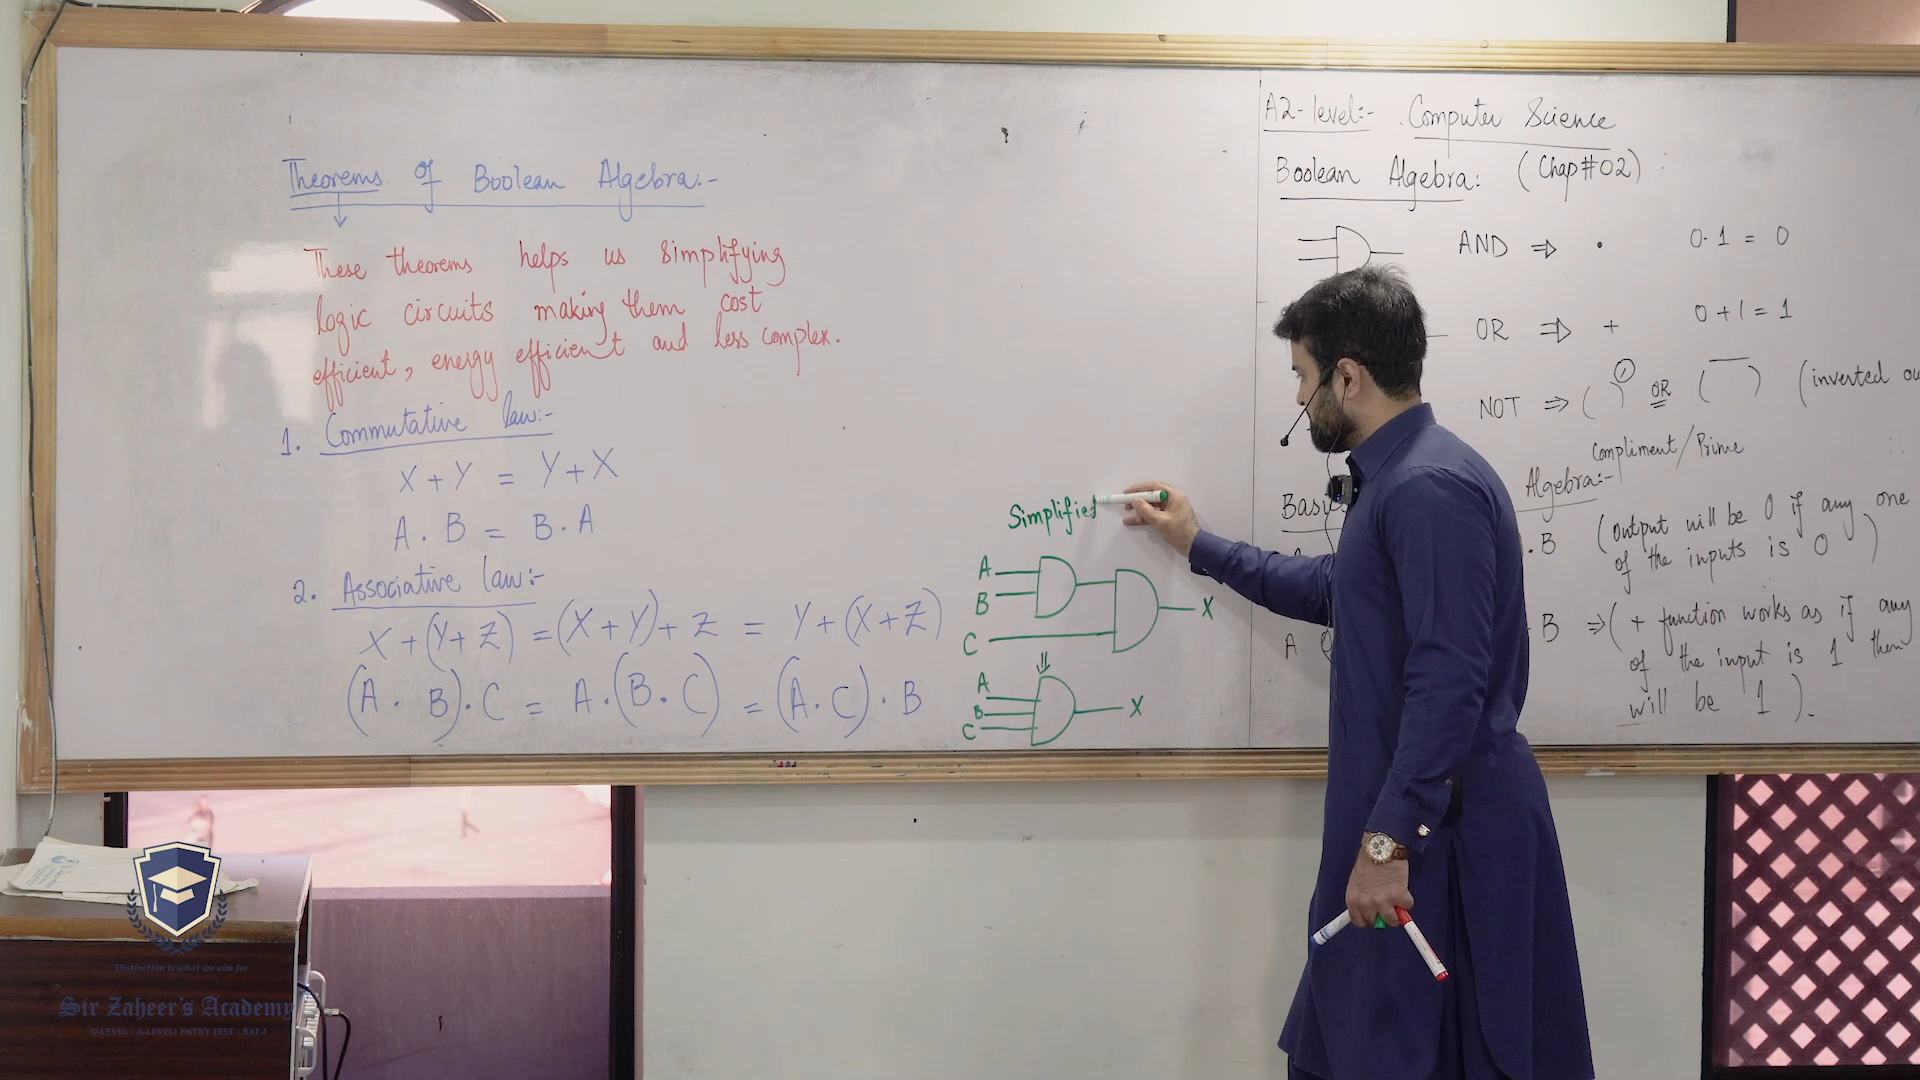 Theorems of Boolean Algebra:-
These theorems helps us simplifying
logic circuits making them cost
efficient, energy efficient and less complex.
1. Commutative law:-
X + Y = Y + X
A . B = B . A
2. Associative law:-
X + (Y + Z) = (X + Y) + Z = Y + (X + Z)
(A . B) . C = A . (B . C) = (A . C) . B
Simplified
A
B
C
X
A
B
C
X
A2-level:- Computer Science
Boolean Algebra: (Chap#02)
AND ⇒ . 0.1 = 0
OR ⇒ + 0+1 = 1
NOT ⇒ ( )' OR ( ‾ ) (inverted
Compliment/Prime
Algebra:-
. B (output will be 0 if any one
of the inputs is 0)
A
B ⇒ (+ function works as if any
of the input is 1 then
will be 1).
Distinction is what we aim for
Sir Zaheer's Academy
O-LEVEL | A-LEVEL | ENTRY TEST | SAT-I